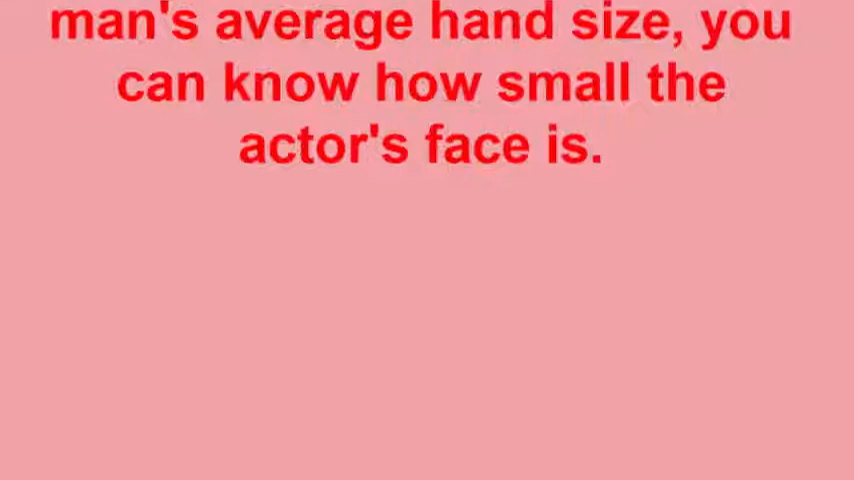 man's average hand size, you
can know how small the
actor's face is.